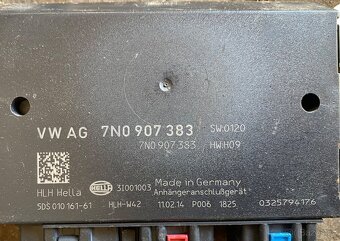 VW AG 7N0 907 383 SW:0120
7N0 907 383 HW:H09
Made in Germany
HLH Hella HELLA 31001003 Anhängeranschlußgerät
5DS 010 161-61 HLH-W42 11.02.14 P006 1825 0325794176